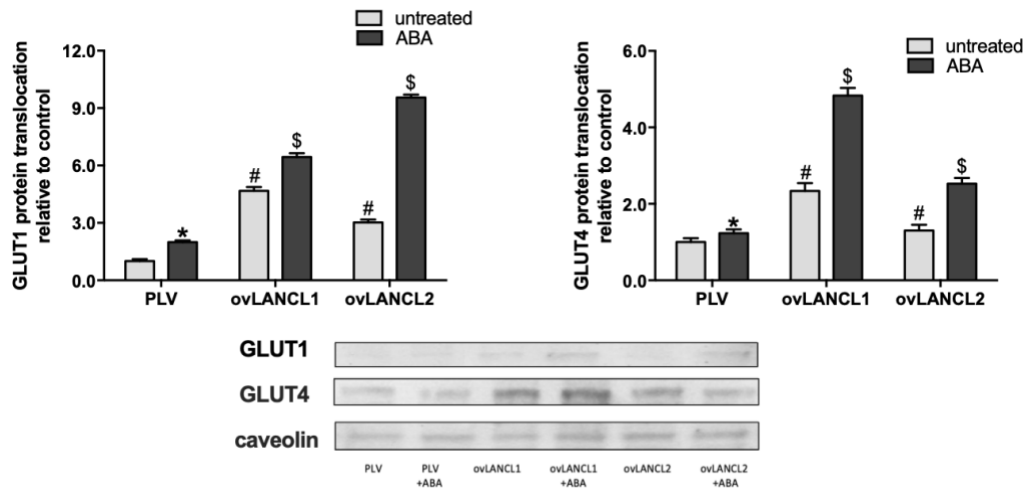 untreated
ABA
GLUT1 protein translocation
relative to control
12.0
9.0
6.0
3.0
0.0
*
#
$
#
$
PLV ovLANCL1 ovLANCL2
untreated
ABA
GLUT4 protein translocation
relative to control
6.0
4.0
2.0
0.0
*
#
$
#
$
PLV ovLANCL1 ovLANCL2
GLUT1
GLUT4
caveolin
PLV PLV ovLANCL1 ovLANCL1 ovLANCL2 ovLANCL2
+ABA +ABA +ABA